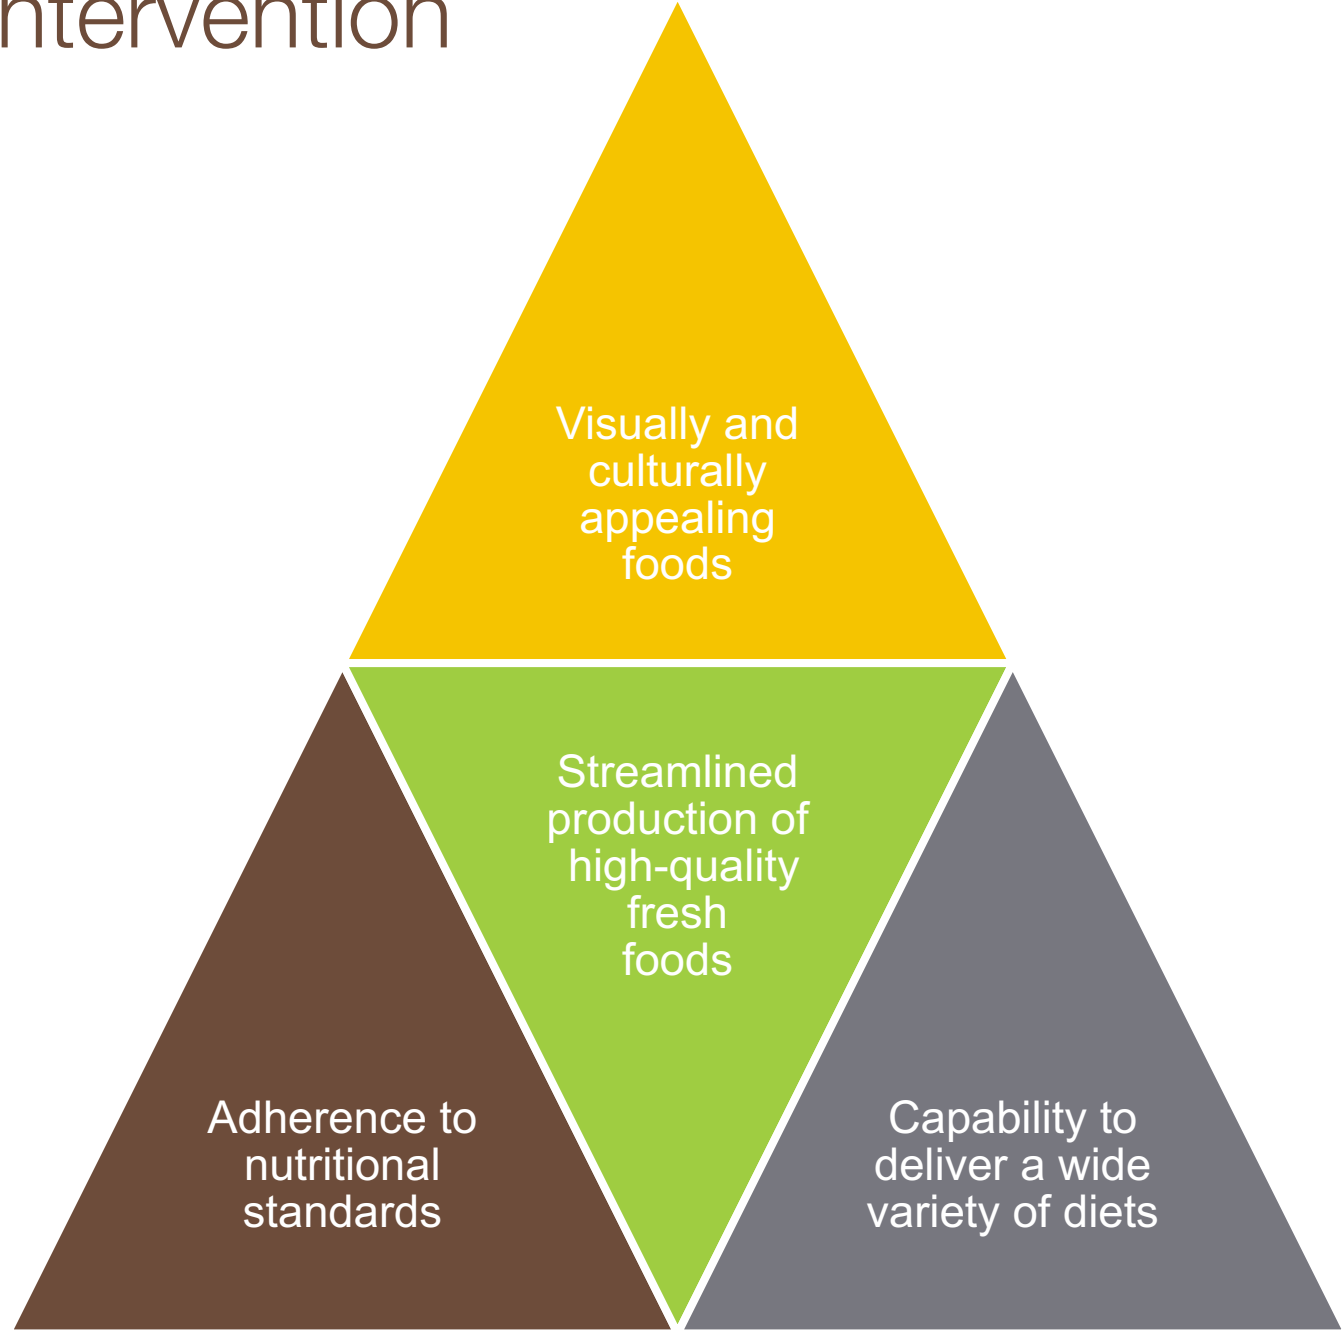 ntervention
Visually and
culturally
appealing
foods
Streamlined
production of
high-quality
fresh
foods
Adherence to
nutritional
standards
Capability to
deliver a wide
variety of diets